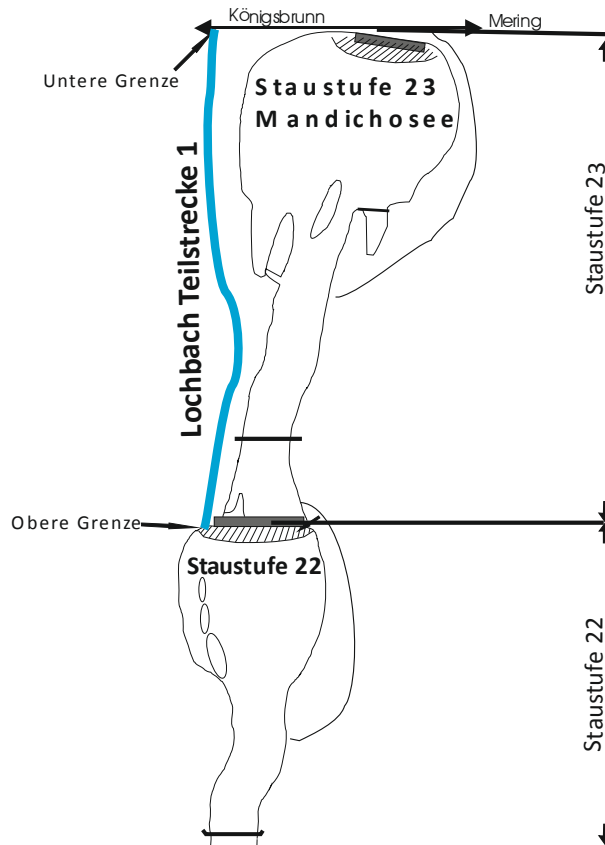 Königsbrunn
Mering
Untere Grenze
Staustufe 23
Mandichosee
Lochbach Teilstrecke 1
Staustufe 23
Obere Grenze
Staustufe 22
Staustufe 22